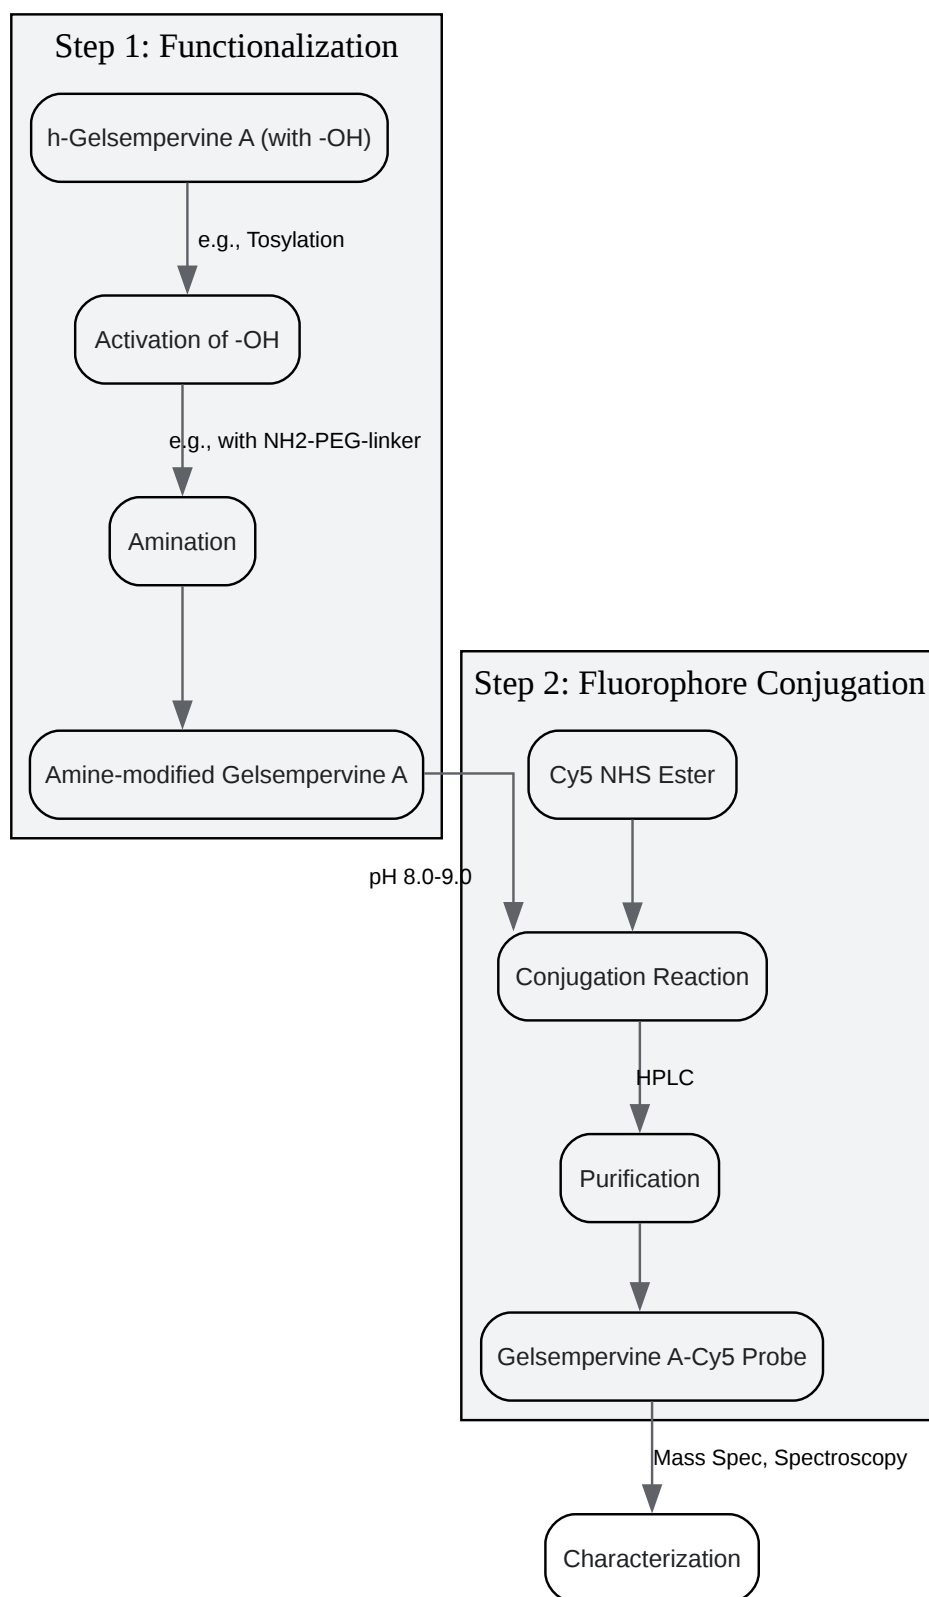 Step 1: Functionalization
h-Gelsempervine A (with -OH)
e.g., Tosylation
Activation of -OH
e.g., with NH2-PEG-linker
Amination
Amine-modified Gelsempervine A
Step 2: Fluorophore Conjugation
Cy5 NHS Ester
pH 8.0-9.0
Conjugation Reaction
HPLC
Purification
Gelsempervine A-Cy5 Probe
Mass Spec, Spectroscopy
Characterization